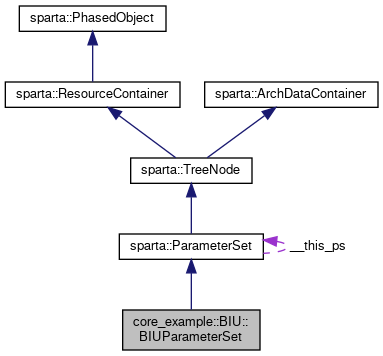 sparta::PhasedObject
sparta::ResourceContainer
sparta::ArchDataContainer
sparta::TreeNode
sparta::ParameterSet
__this_ps
core_example::BIU::
BIUParameterSet